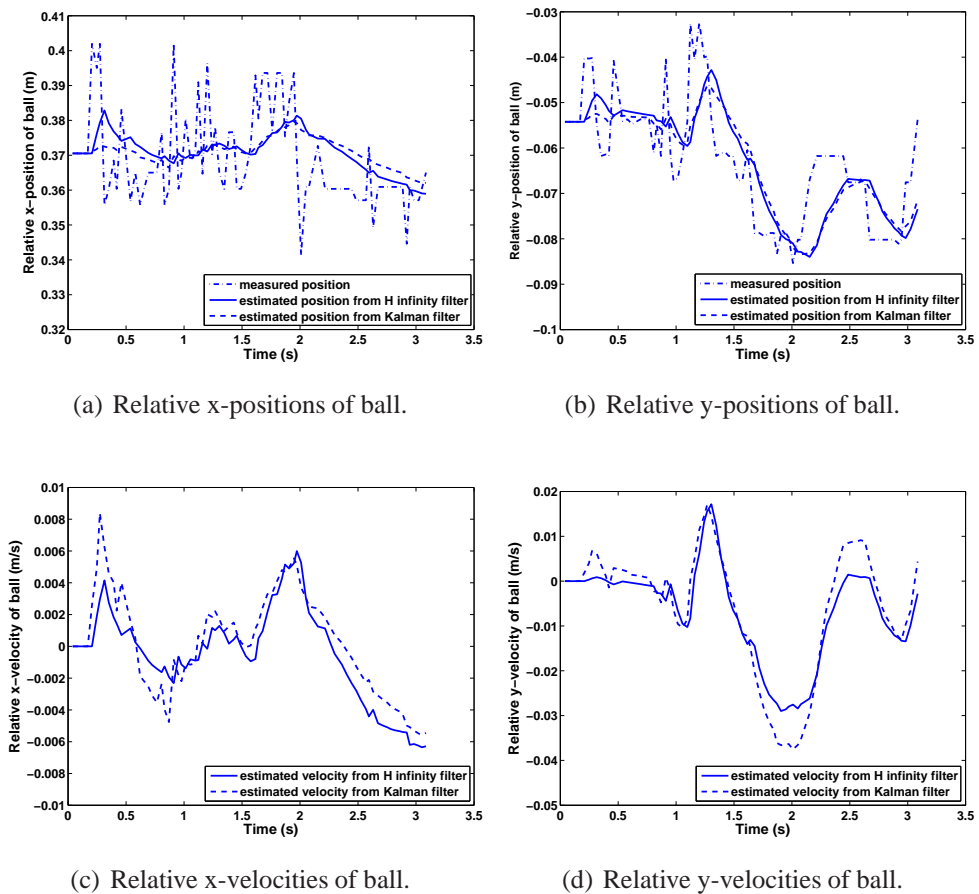 0.41
0.4
0.39
0.38
0.37
0.36
0.35
0.34
0.33
0.32
Relative x−position of ball (m)
measured position
estimated position from H infinity filter
estimated position from Kalman filter
0 0.5 1 1.5 2 2.5 3 3.5
Time (s)
(a) Relative x-positions of ball.
−0.03
−0.04
−0.05
−0.06
−0.07
−0.08
−0.09
−0.1
Relative y−position of ball (m)
measured position
estimated position from H infinity filter
estimated position from Kalman filter
0 0.5 1 1.5 2 2.5 3 3.5
Time (s)
(b) Relative y-positions of ball.
0.01
0.008
0.006
0.004
0.002
0
−0.002
−0.004
−0.006
−0.008
−0.01
Relative x−velocity of ball (m/s)
estimated velocity from H infinity filter
estimated velocity from Kalman filter
0 0.5 1 1.5 2 2.5 3 3.5
Time (s)
(c) Relative x-velocities of ball.
0.02
0.01
0
−0.01
−0.02
−0.03
−0.04
−0.05
Relative y−velocity of ball (m/s)
estimated velocity from H infinity filter
estimated velocity from Kalman filter
0 0.5 1 1.5 2 2.5 3 3.5
Time (s)
(d) Relative y-velocities of ball.